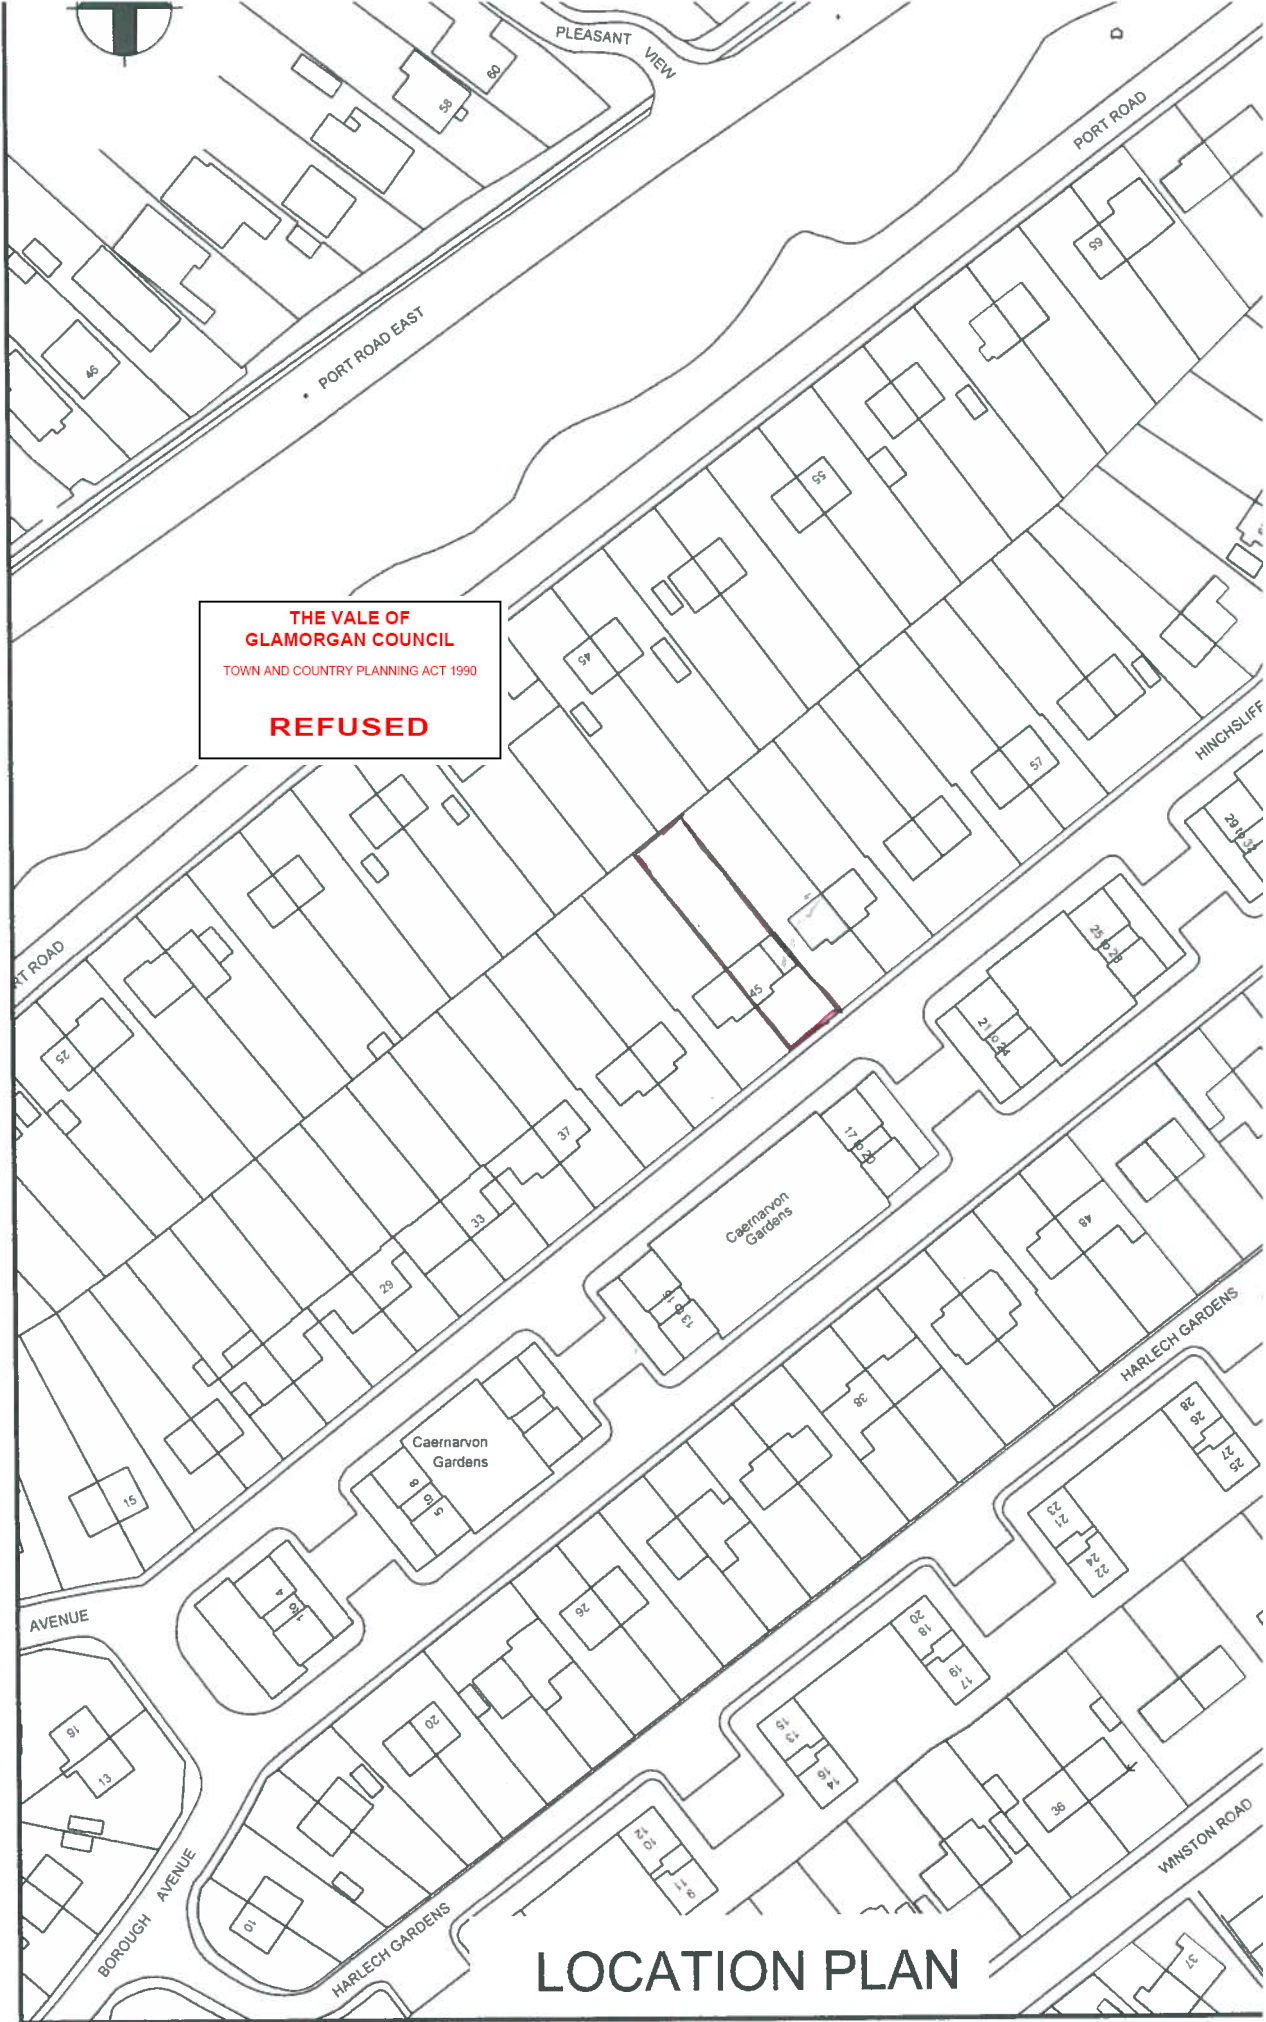 PLEASANT
VIEW
60
58
PORT ROAD
65
PORT ROAD EAST
46
55
THE VALE OF
GLAMORGAN COUNCIL
TOWN AND COUNTRY PLANNING ACT 1990
REFUSED
45
HINCHSLIFF
57
29 to 32
RT ROAD
25 to 28
45
21 to 24
25
37
17 to 20
Caernarvon
Gardens
33
48
29
13 to 16
HARLECH GARDENS
38
28
26
27
25
Caernarvon
Gardens
5 to 8
15
23
21
24
22
1 to 4
26
AVENUE
20
18
19
17
16
13
20
15
13
16
14
36
WINSTON ROAD
12
10
11
9
BOROUGH AVENUE
10
HARLECH GARDENS
37
LOCATION PLAN